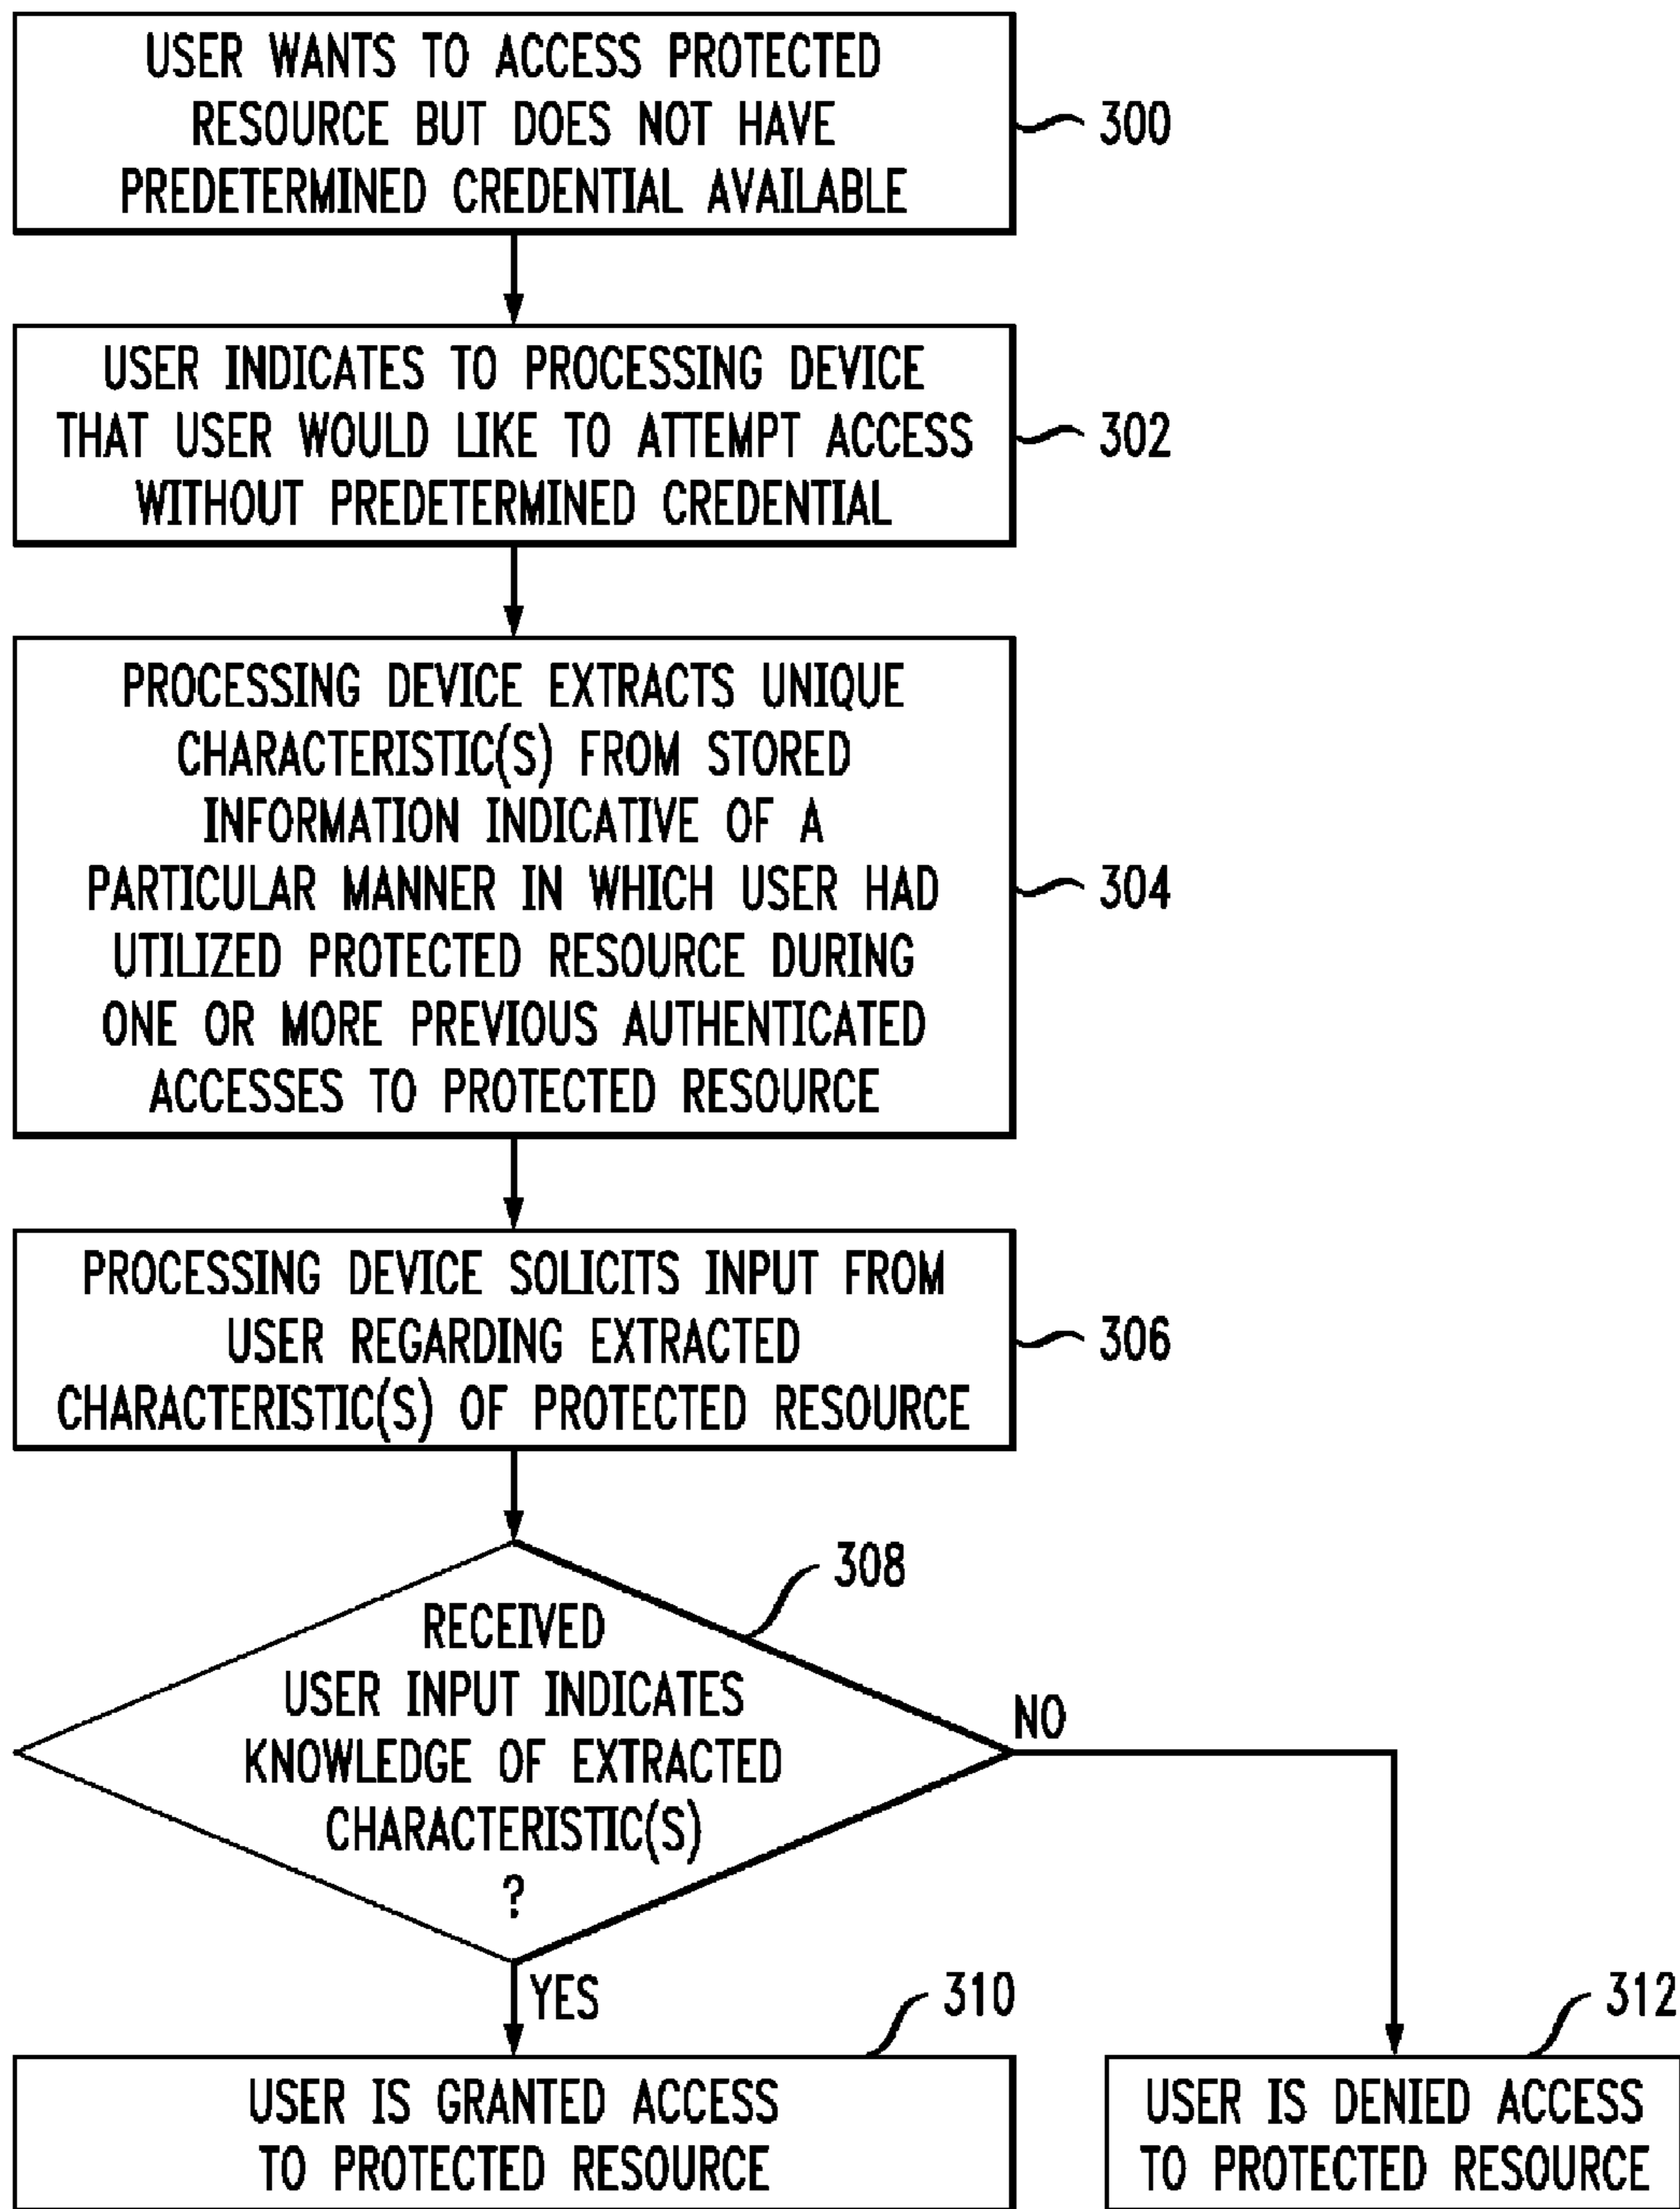 USER WANTS TO ACCESS PROTECTED
RESOURCE BUT DOES NOT HAVE
PREDETERMINED CREDENTIAL AVAILABLE
300
USER INDICATES TO PROCESSING DEVICE
THAT USER WOULD LIKE TO ATTEMPT ACCESS
WITHOUT PREDETERMINED CREDENTIAL
302
PROCESSING DEVICE EXTRACTS UNIQUE
CHARACTERISTIC(S) FROM STORED
INFORMATION INDICATIVE OF A
PARTICULAR MANNER IN WHICH USER HAD
UTILIZED PROTECTED RESOURCE DURING
ONE OR MORE PREVIOUS AUTHENTICATED
ACCESSES TO PROTECTED RESOURCE
304
PROCESSING DEVICE SOLICITS INPUT FROM
USER REGARDING EXTRACTED
CHARACTERISTIC(S) OF PROTECTED RESOURCE
306
308
RECEIVED
USER INPUT INDICATES
KNOWLEDGE OF EXTRACTED
CHARACTERISTIC(S)
?
NO
YES
310
USER IS GRANTED ACCESS
TO PROTECTED RESOURCE
312
USER IS DENIED ACCESS
TO PROTECTED RESOURCE